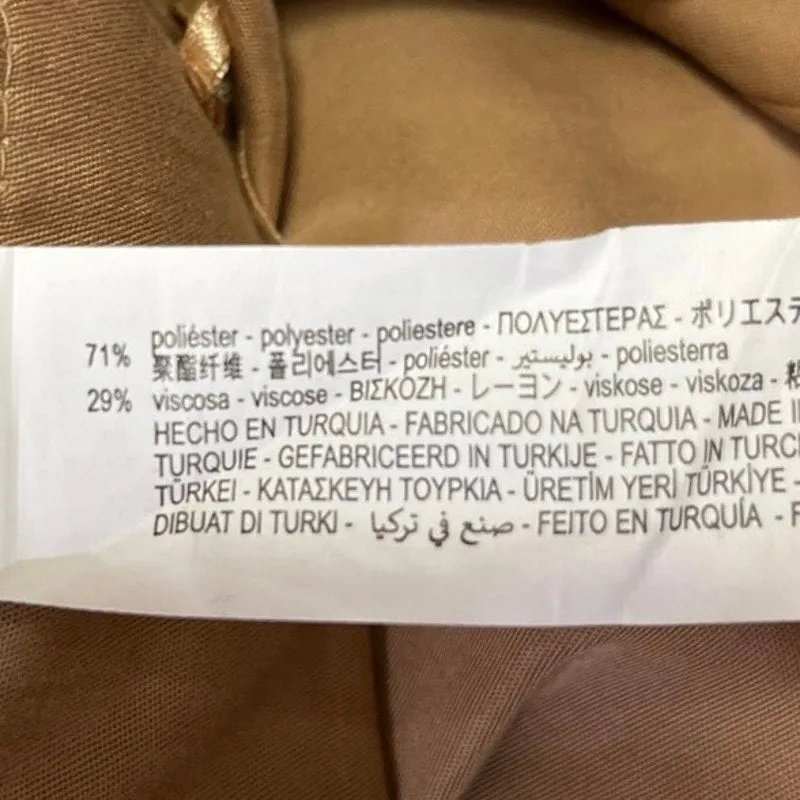 71% poliéster - polyester - poliestere - ΠΟΛΥΕΣΤΕΡΑΣ - ポリエステ
聚酯纤维 - 폴리에스터 - poliéster - بوليستير - poliesterra
29% viscosa - viscose - ΒΙΣΚΟΖΗ - レーヨン - viskose - viskoza -
HECHO EN TURQUIA - FABRICADO NA TURQUIA - MADE IN
TURQUIE - GEFABRICEERD IN TURKIJE - FATTO IN TURC
TÜRKEI - ΚΑΤΑΣΚΕΥΗ ΤΟΥΡΚΙΑ - ÜRETİM YERİ TÜRKİYE -
DIBUAT DI TURKI - صنع في تركيا - FEITO EN TURQUÍA -